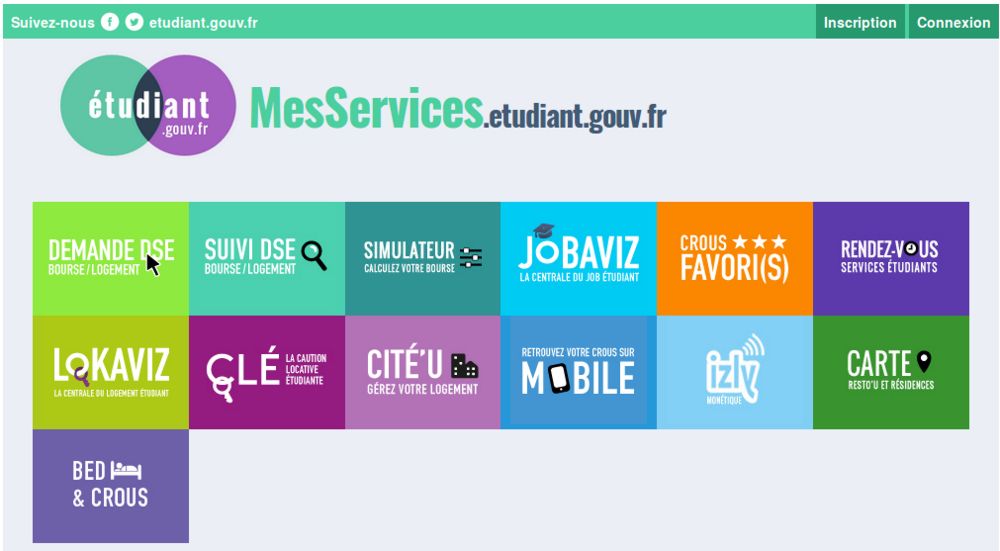 Suivez-nous etudiant.gouv.fr Inscription Connexion
étudiant
.gouv.fr
MesServices.etudiant.gouv.fr
DEMANDE DSE
BOURSE/LOGEMENT
SUIVI DSE
BOURSE/LOGEMENT
SIMULATEUR
CALCULEZ VOTRE BOURSE
JOBAVIZ
LA CENTRALE DU JOB ÉTUDIANT
CROUS
FAVORI(S)
RENDEZ-VOUS
SERVICES ÉTUDIANTS
LOKAVIZ
LA CENTRALE DU LOGEMENT ÉTUDIANT
CLÉ
LA CAUTION
LOCATIVE
ÉTUDIANTE
CITÉ'U
GÉREZ VOTRE LOGEMENT
RETROUVEZ VOTRE CROUS SUR
MOBILE
izly
MONÉTIQUE
CARTE
RESTO'U ET RÉSIDENCES
BED
& CROUS